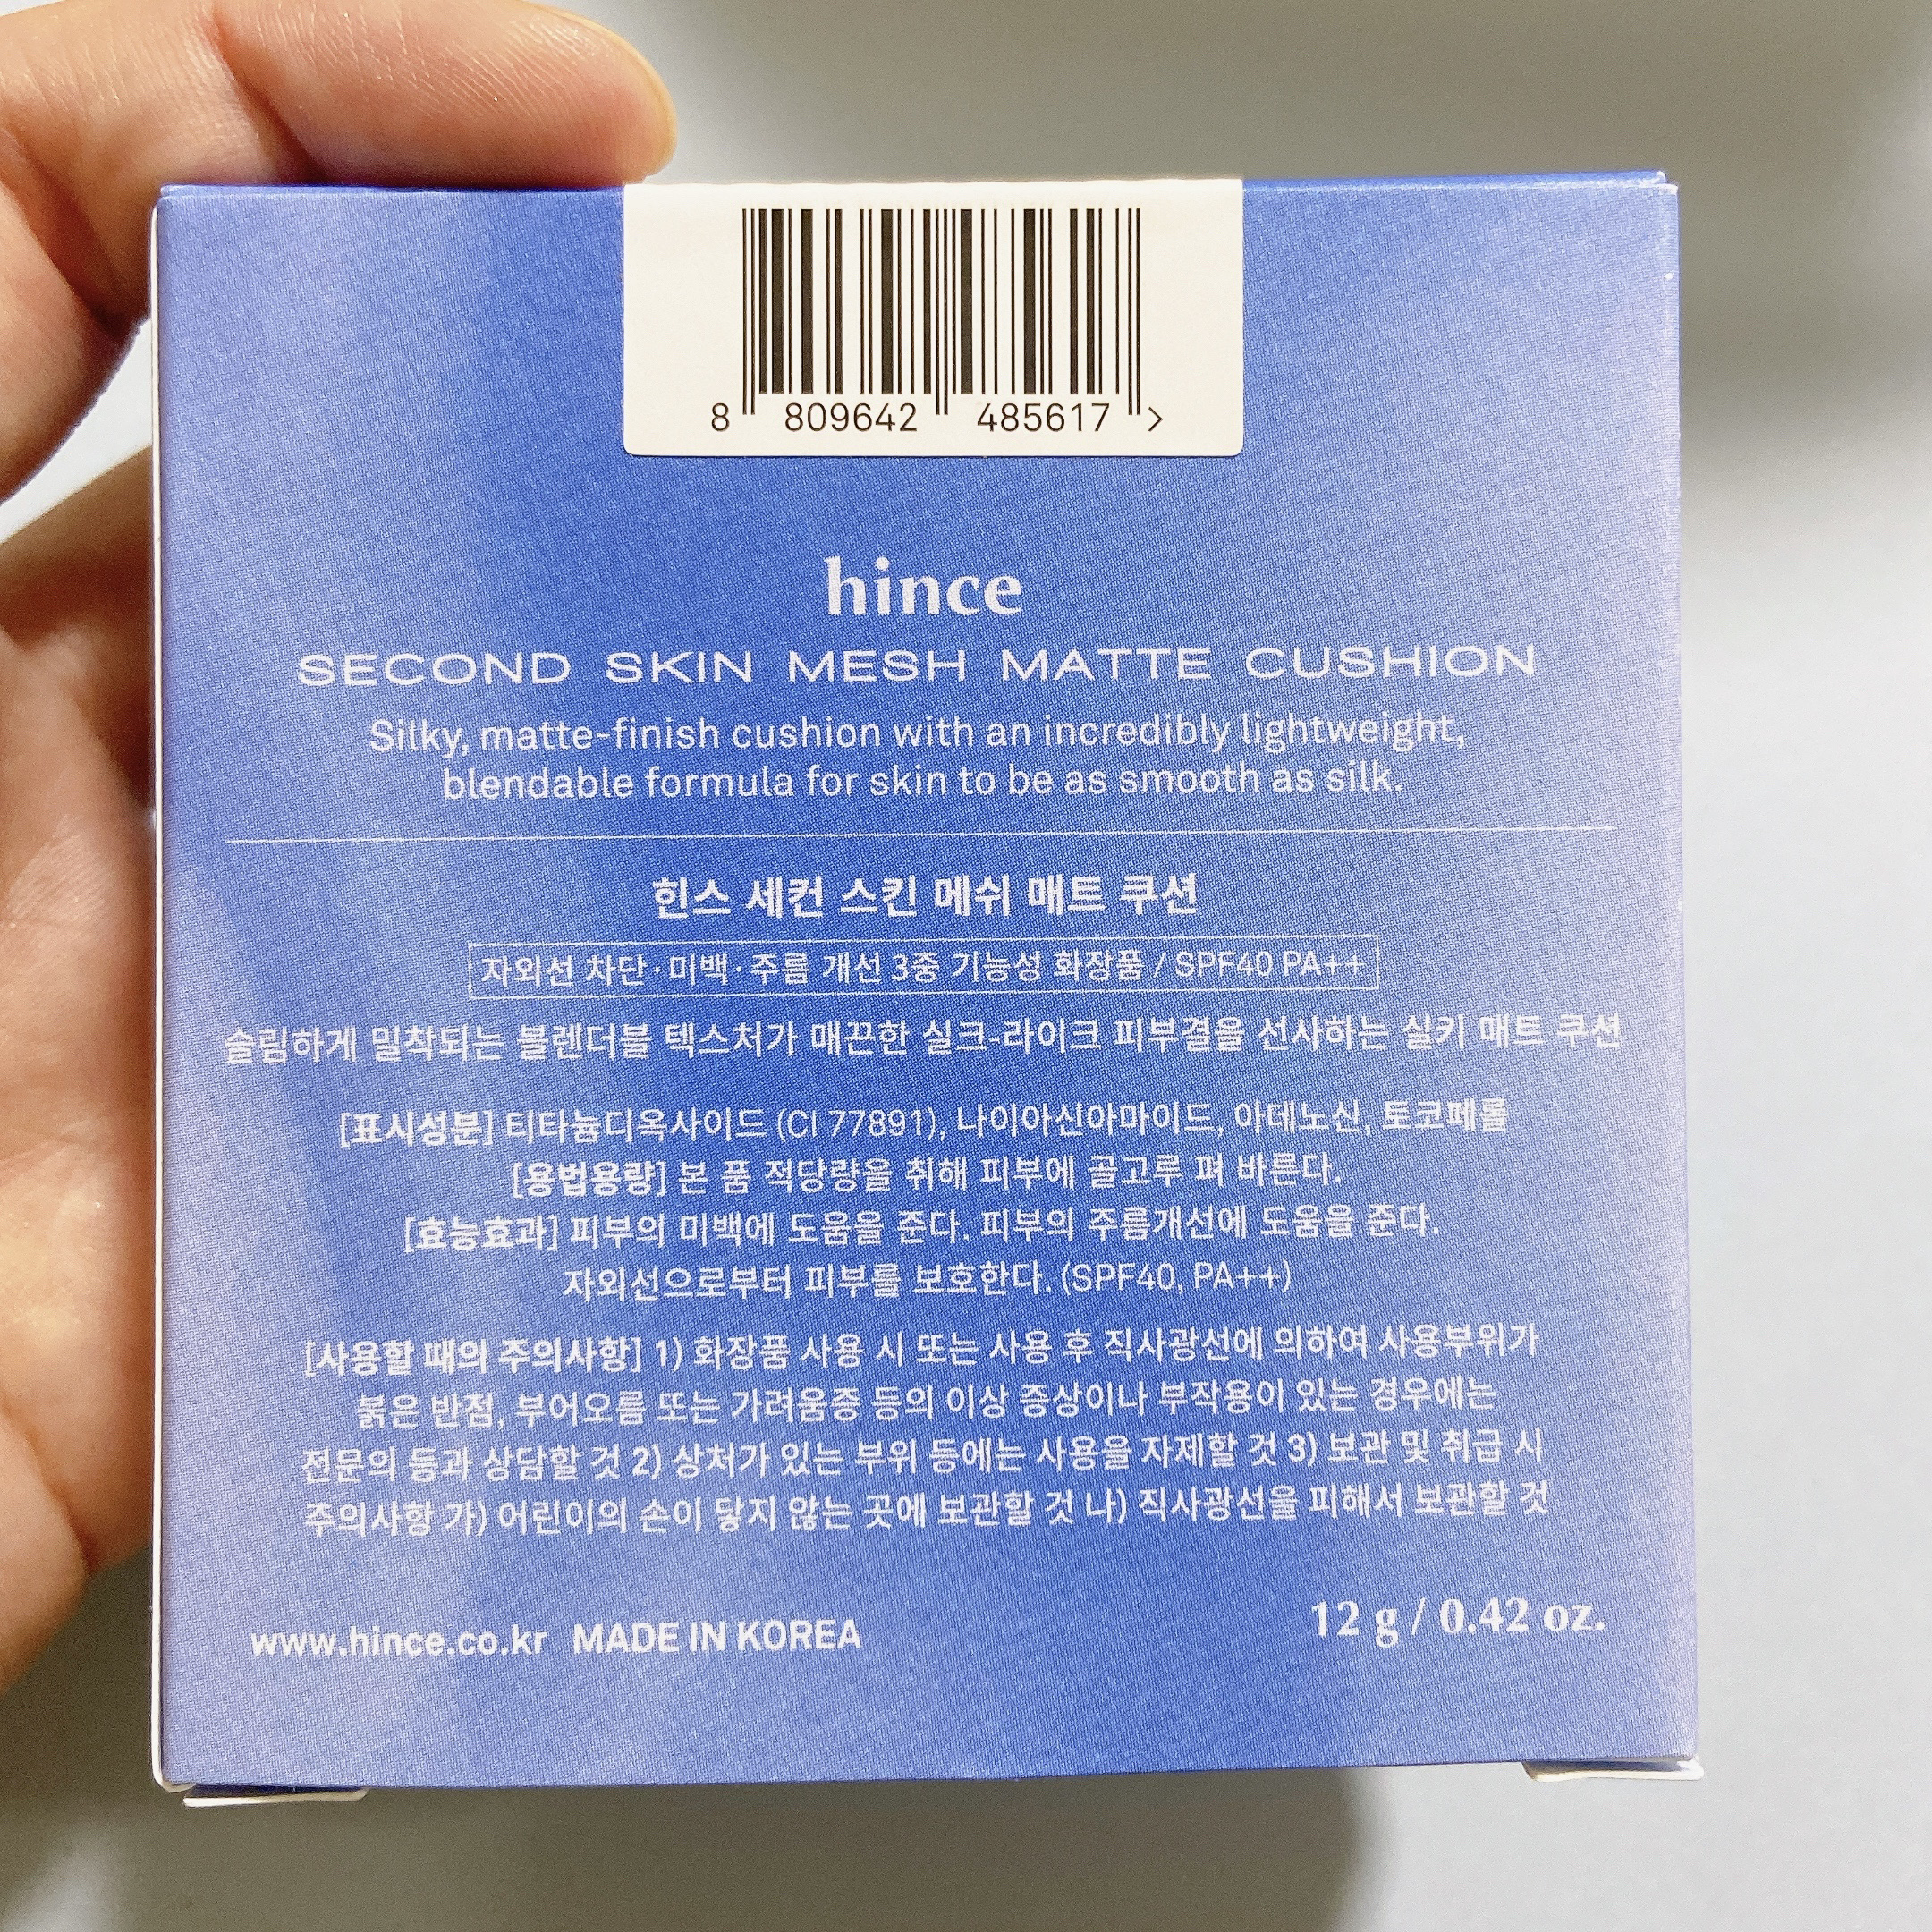 8 809642 485617 >
hince
SECOND SKIN MESH MATTE CUSHION
Silky, matte-finish cushion with an incredibly lightweight,
blendable formula for skin to be as smooth as silk.
힌스 세컨 스킨 메쉬 매트 쿠션
자외선 차단·미백·주름 개선 3중 기능성 화장품 / SPF40 PA++
슬림하게 밀착되는 블렌더블 텍스처가 매끈한 실크-라이크 피부결을 선사하는 실키 매트 쿠션
[표시성분] 티타늄디옥사이드 (CI 77891), 나이아신아마이드, 아데노신, 토코페롤
[용법용량] 본 품 적당량을 취해 피부에 골고루 펴 바른다.
[효능효과] 피부의 미백에 도움을 준다. 피부의 주름개선에 도움을 준다.
자외선으로부터 피부를 보호한다. (SPF40, PA++)
[사용할 때의 주의사항] 1) 화장품 사용 시 또는 사용 후 직사광선에 의하여 사용부위가
붉은 반점, 부어오름 또는 가려움증 등의 이상 증상이나 부작용이 있는 경우에는
전문의 등과 상담할 것 2) 상처가 있는 부위 등에는 사용을 자제할 것 3) 보관 및 취급 시
주의사항 가) 어린이의 손이 닿지 않는 곳에 보관할 것 나) 직사광선을 피해서 보관할 것
www.hince.co.kr MADE IN KOREA
12 g / 0.42 oz.